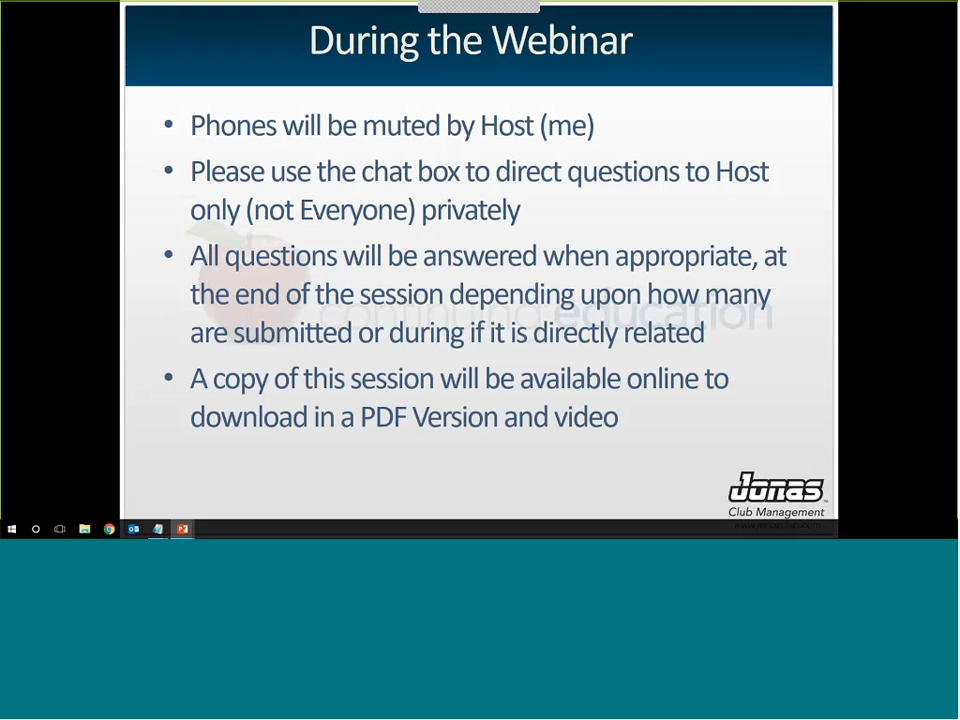 During the Webinar
• Phones will be muted by Host (me)
• Please use the chat box to direct questions to Host
only (not Everyone) privately
• All questions will be answered when appropriate, at
the end of the session depending upon how many
are submitted or during if it is directly related
continuing education
• A copy of this session will be available online to
download in a PDF Version and video
Jonas
Club Management